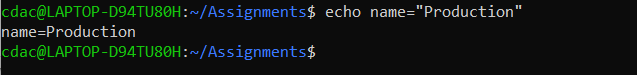 cdac@LAPTOP-D94TU80H:~/Assignments$ echo name="Production"
name=Production
cdac@LAPTOP-D94TU80H:~/Assignments$